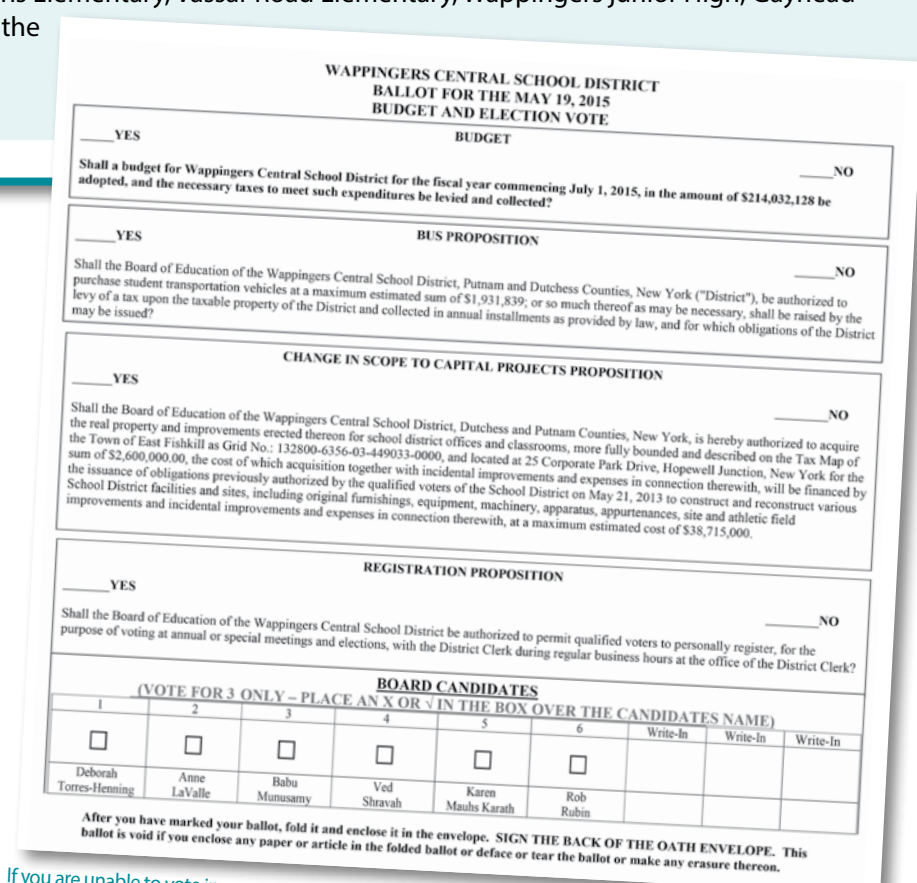 ns Elementary, Vassar Road Elementary, Wappingers Junior High, Gayhead
the
WAPPINGERS CENTRAL SCHOOL DISTRICT
BALLOT FOR THE MAY 19, 2015
BUDGET AND ELECTION VOTE
_____YES BUDGET _____NO
Shall a budget for Wappingers Central School District for the fiscal year commencing July 1, 2015, in the amount of $214,032,128 be
adopted, and the necessary taxes to meet such expenditures be levied and collected?
_____YES BUS PROPOSITION _____NO
Shall the Board of Education of the Wappingers Central School District, Putnam and Dutchess Counties, New York ("District"), be authorized to
purchase student transportation vehicles at a maximum estimated sum of $1,931,839; or so much thereof as may be necessary, shall be raised by the
levy of a tax upon the taxable property of the District and collected in annual installments as provided by law, and for which obligations of the District
may be issued?
CHANGE IN SCOPE TO CAPITAL PROJECTS PROPOSITION
_____YES _____NO
Shall the Board of Education of the Wappingers Central School District, Dutchess and Putnam Counties, New York, is hereby authorized to acquire
the real property and improvements erected thereon for school district offices and classrooms, more fully bounded and described on the Tax Map of
the Town of East Fishkill as Grid No.: 132800-6356-03-449033-0000, and located at 25 Corporate Park Drive, Hopewell Junction, New York for the
sum of $2,600,000.00, the cost of which acquisition together with incidental improvements and expenses in connection therewith, will be financed by
the issuance of obligations previously authorized by the qualified voters of the School District on May 21, 2013 to construct and reconstruct various
School District facilities and sites, including original furnishings, equipment, machinery, apparatus, appurtenances, site and athletic field
improvements and incidental improvements and expenses in connection therewith, at a maximum estimated cost of $38,715,000.
REGISTRATION PROPOSITION
_____YES _____NO
Shall the Board of Education of the Wappingers Central School District be authorized to permit qualified voters to personally register, for the
purpose of voting at annual or special meetings and elections, with the District Clerk during regular business hours at the office of the District Clerk?
BOARD CANDIDATES
(VOTE FOR 3 ONLY – PLACE AN X OR √ IN THE BOX OVER THE CANDIDATES NAME)
1 2 3 4 5 6 Write-In Write-In Write-In
Deborah Anne Babu Ved Karen Rob
Torres-Henning LaValle Munusamy Shravah Mauhs Karath Rubin
After you have marked your ballot, fold it and enclose it in the envelope. SIGN THE BACK OF THE OATH ENVELOPE. This
ballot is void if you enclose any paper or article in the folded ballot or deface or tear the ballot or make any erasure thereon.
If you are unable to vote in